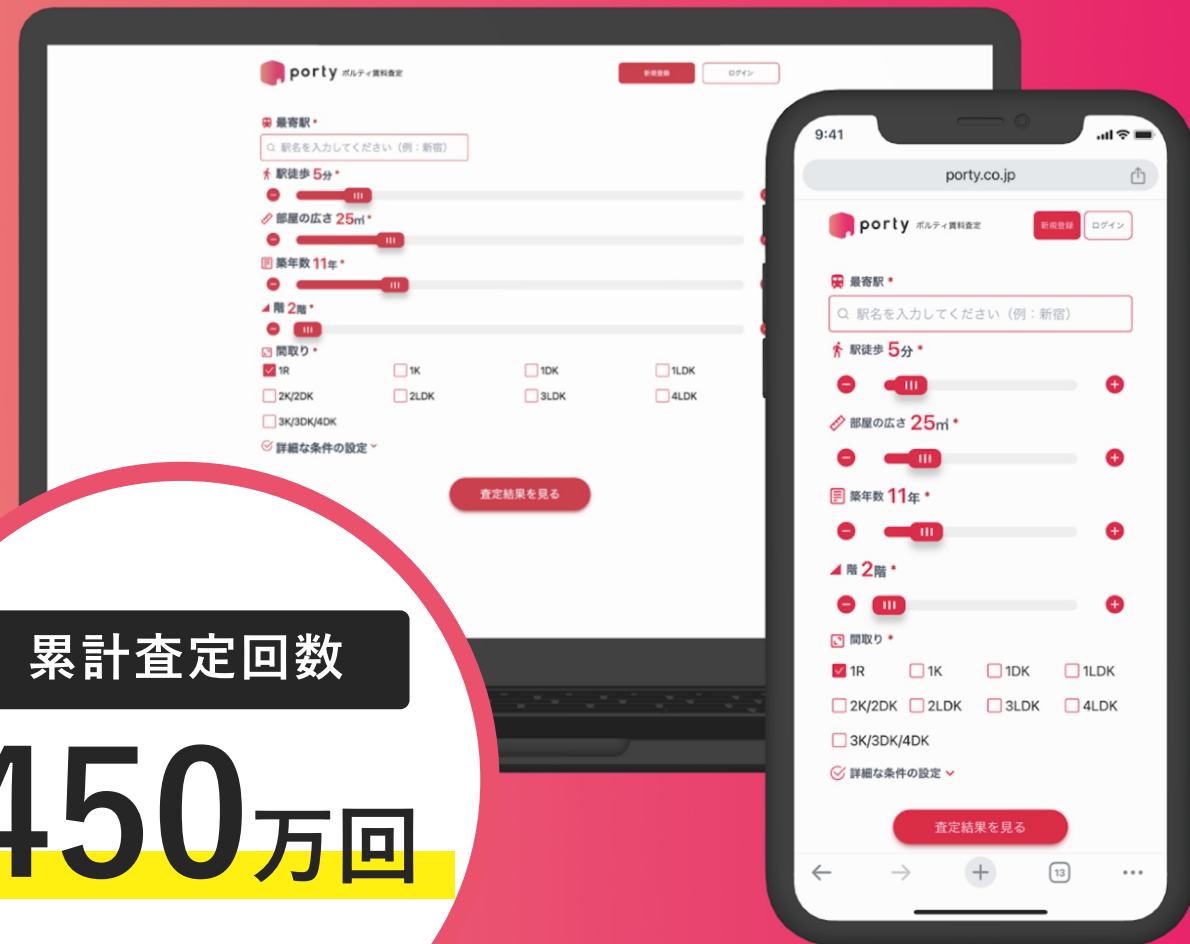 porty ポルティ賃料査定
新規登録
ログイン
最寄駅*
駅名を入力してください（例：新宿）
駅徒歩 5分*
部屋の広さ 25㎡*
築年数 11年*
階 2階*
間取り*
1R 1K 1DK 1LDK
2K/2DK 2LDK 3LDK 4LDK
3K/3DK/4DK
詳細な条件の設定
査定結果を見る
累計査定回数
450万回
9:41
porty.co.jp
porty ポルティ賃料査定
新規登録
ログイン
最寄駅*
駅名を入力してください（例：新宿）
駅徒歩 5分*
部屋の広さ 25㎡*
築年数 11年*
階 2階*
間取り*
1R 1K 1DK 1LDK
2K/2DK 2LDK 3LDK 4LDK
3K/3DK/4DK
詳細な条件の設定
査定結果を見る
13